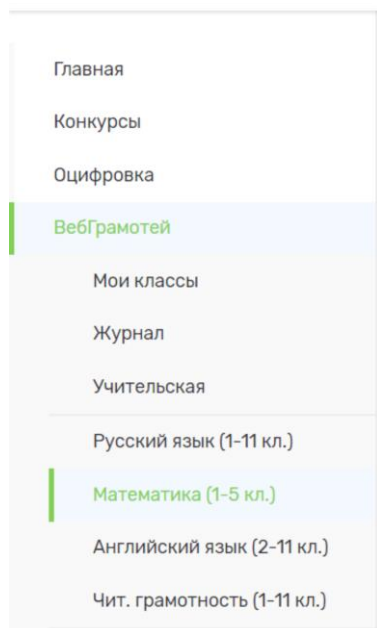 Главная
Конкурсы
Оцифровка
ВебГрамотей
Мои классы
Журнал
Учительская
Русский язык (1-11 кл.)
Математика (1-5 кл.)
Английский язык (2-11 кл.)
Чит. грамотность (1-11 кл.)